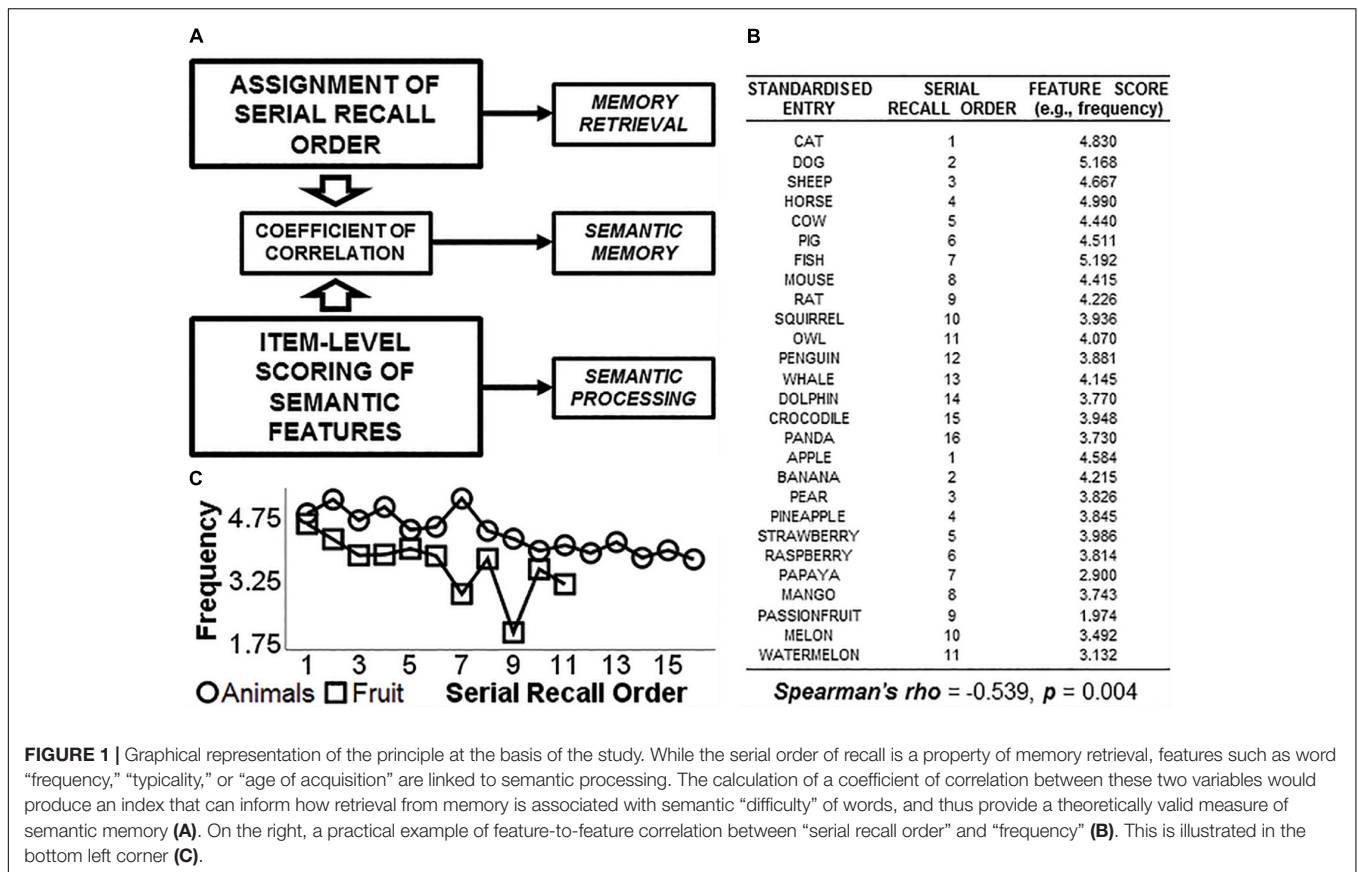 A
ASSIGNMENT OF
SERIAL RECALL
ORDER
MEMORY
RETRIEVAL
COEFFICIENT OF
CORRELATION
SEMANTIC
MEMORY
ITEM-LEVEL
SCORING OF
SEMANTIC
FEATURES
SEMANTIC
PROCESSING
C
Frequency
4.75
3.25
1.75
1 3 5 7 9 11 13 15
Animals Fruit Serial Recall Order
B
STANDARDISED ENTRY SERIAL RECALL ORDER FEATURE SCORE (e.g., frequency)
CAT 1 4.830
DOG 2 5.168
SHEEP 3 4.667
HORSE 4 4.990
COW 5 4.440
PIG 6 4.511
FISH 7 5.192
MOUSE 8 4.415
RAT 9 4.226
SQUIRREL 10 3.936
OWL 11 4.070
PENGUIN 12 3.881
WHALE 13 4.145
DOLPHIN 14 3.770
CROCODILE 15 3.948
PANDA 16 3.730
APPLE 1 4.584
BANANA 2 4.215
PEAR 3 3.826
PINEAPPLE 4 3.845
STRAWBERRY 5 3.986
RASPBERRY 6 3.814
PAPAYA 7 2.900
MANGO 8 3.743
PASSIONFRUIT 9 1.974
MELON 10 3.492
WATERMELON 11 3.132
Spearman's rho = -0.539, p = 0.004
FIGURE 1 | Graphical representation of the principle at the basis of the study. While the serial order of recall is a property of memory retrieval, features such as word
“frequency,” “typicality,” or “age of acquisition” are linked to semantic processing. The calculation of a coefficient of correlation between these two variables would
produce an index that can inform how retrieval from memory is associated with semantic “difficulty” of words, and thus provide a theoretically valid measure of
semantic memory (A). On the right, a practical example of feature-to-feature correlation between “serial recall order” and “frequency” (B). This is illustrated in the
bottom left corner (C).